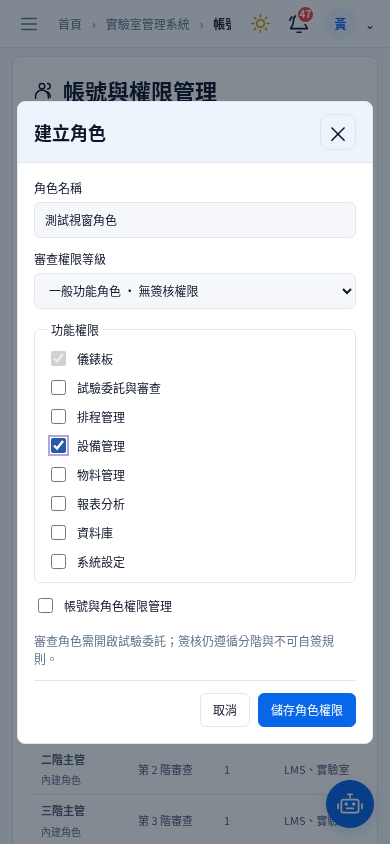 首頁 › 實驗室管理系統 › 帳號
47
黃
帳號與權限管理
建立角色
角色名稱
測試視窗角色
審查權限等級
一般功能角色 · 無簽核權限
功能權限
儀錶板
試驗委託與審查
排程管理
設備管理
物料管理
報表分析
資料庫
系統設定
帳號與角色權限管理
審查角色需開啟試驗委託；簽核仍遵循分階與不可自簽規
則。
取消
儲存角色權限
二階主管
內建角色
第 2 階審查
1
LMS、實驗室
三階主管
內建角色
第 3 階審查
1
LMS、實驗